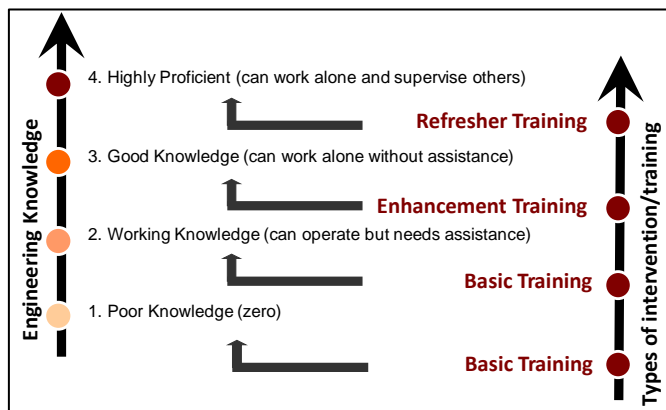 4. Highly Proficient (can work alone and supervise others)
Refresher Training
3. Good Knowledge (can work alone without assistance)
Enhancement Training
2. Working Knowledge (can operate but needs assistance)
Basic Training
1. Poor Knowledge (zero)
Basic Training
Engineering Knowledge
Types of intervention/training